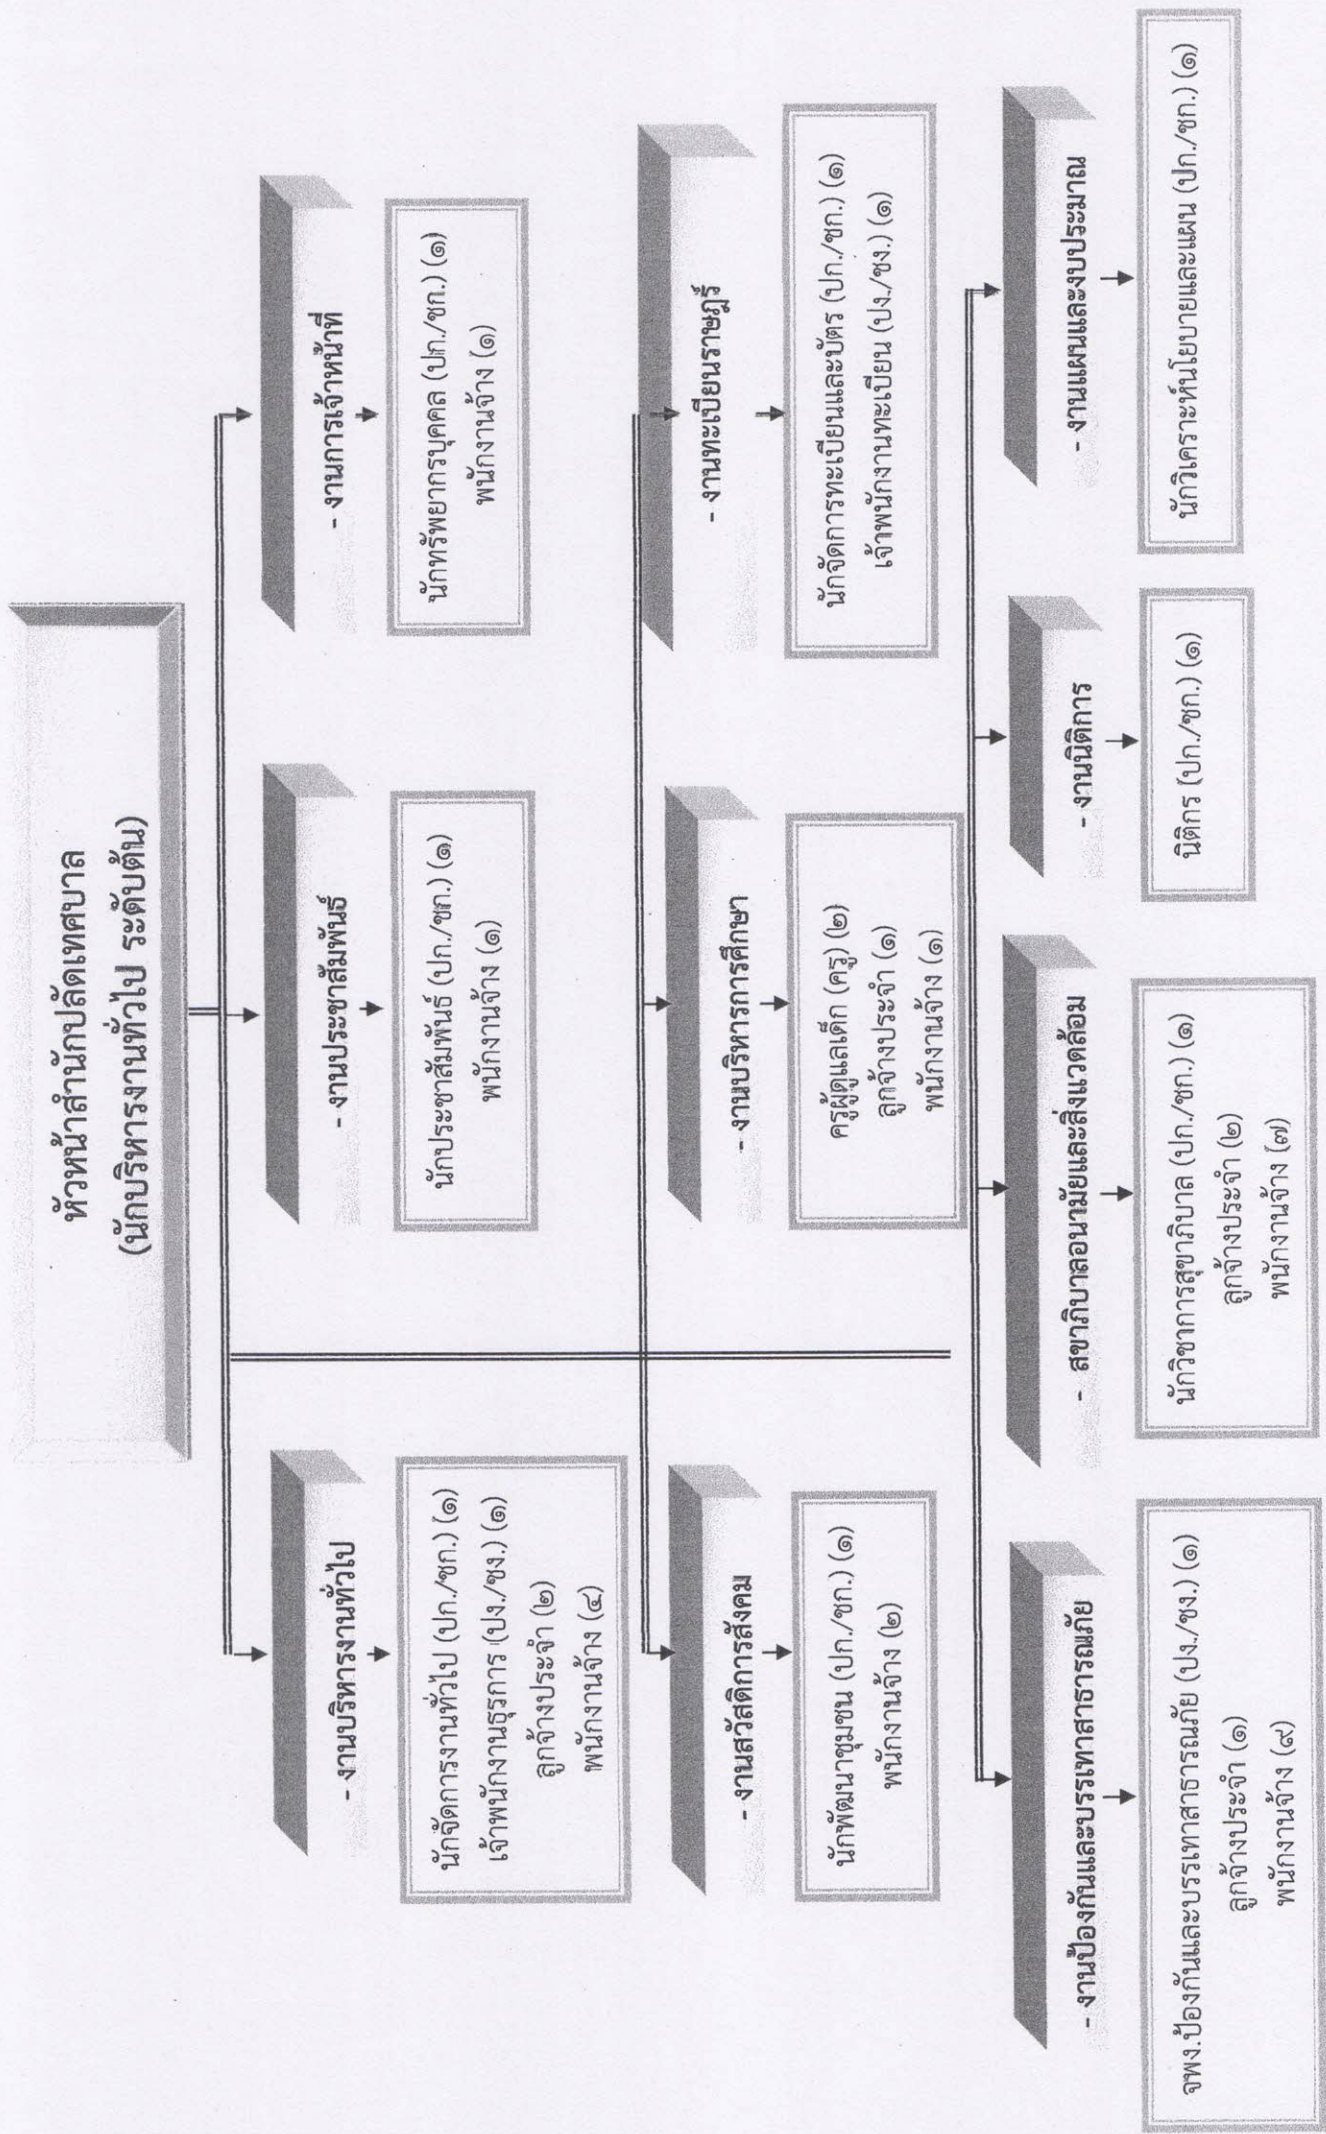 หัวหน้าสำนักปลัดเทศบาล
(นักบริหารงานทั่วไป ระดับต้น)
- งานบริหารงานทั่วไป
นักจัดการงานทั่วไป (ปก./ชก.) (๑)
เจ้าพนักงานธุรการ (ปง./ชง.) (๑)
ลูกจ้างประจำ (๒)
พนักงานจ้าง (๔)
- งานประชาสัมพันธ์
นักประชาสัมพันธ์ (ปก./ชก.) (๑)
พนักงานจ้าง (๑)
- งานการเจ้าหน้าที่
นักทรัพยากรบุคคล (ปก./ชก.) (๑)
พนักงานจ้าง (๑)
- งานสวัสดิการสังคม
นักพัฒนาชุมชน (ปก./ชก.) (๑)
พนักงานจ้าง (๒)
- งานบริหารการศึกษา
ครูผู้ดูแลเด็ก (ครู) (๒)
ลูกจ้างประจำ (๑)
พนักงานจ้าง (๑)
- งานทะเบียนราษฎร์
นักจัดการทะเบียนและบัตร (ปก./ชก.) (๑)
เจ้าพนักงานทะเบียน (ปง./ชง.) (๑)
- งานป้องกันและบรรเทาสาธารณภัย
จพง.ป้องกันและบรรเทาสาธารณภัย (ปง./ชง.) (๑)
ลูกจ้างประจำ (๑)
พนักงานจ้าง (๙)
- สุขาภิบาลอนามัยและสิ่งแวดล้อม
นักวิชาการสุขาภิบาล (ปก./ชก.) (๑)
ลูกจ้างประจำ (๒)
พนักงานจ้าง (๗)
- งานนิติการ
นิติกร (ปก./ชก.) (๑)
- งานแผนและงบประมาณ
นักวิเคราะห์นโยบายและแผน (ปก./ชก.) (๑)